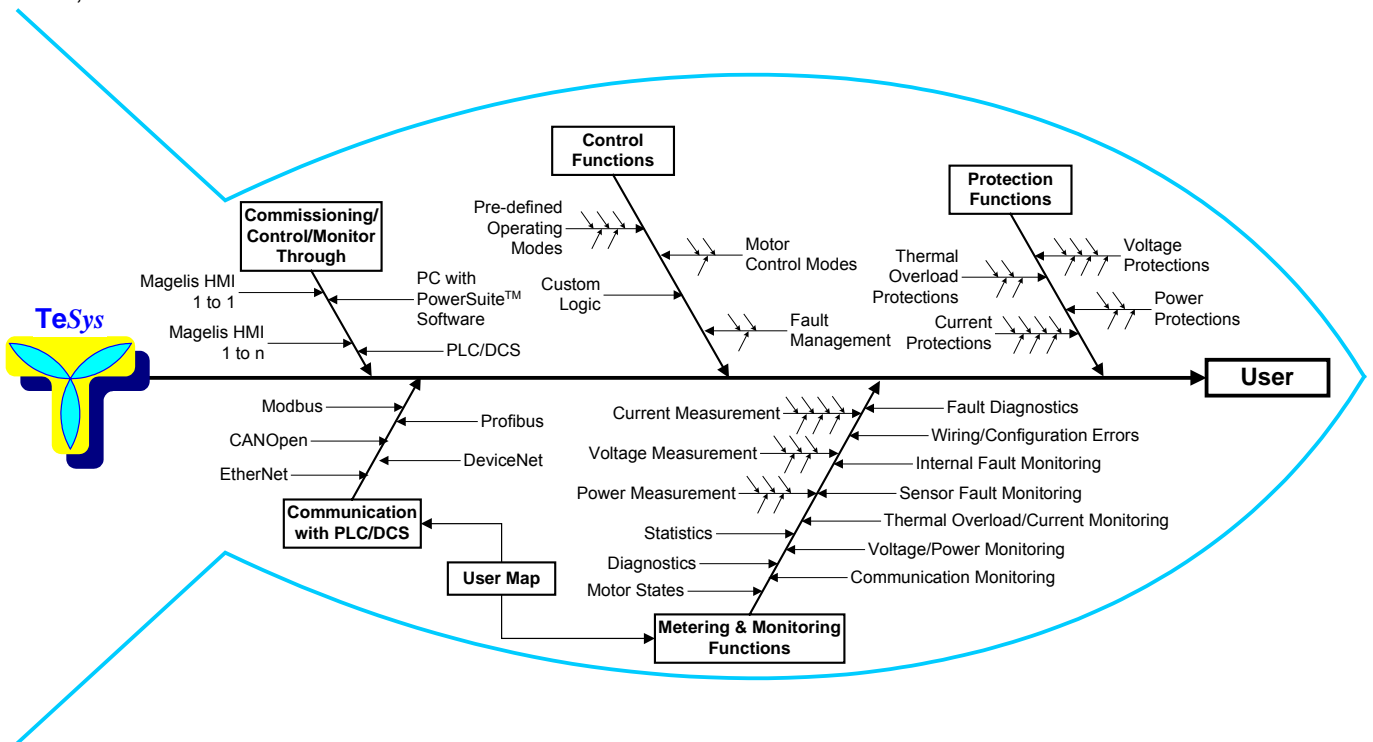 Control
Functions
Protection
Functions
Commissioning/
Control/Monitor
Through
Pre-defined
Operating
Modes
Motor
Control Modes
Custom
Logic
Fault
Management
Voltage
Protections
Thermal
Overload
Protections
Power
Protections
Current
Protections
Magelis HMI
1 to 1
PC with
PowerSuiteTM
Software
Magelis HMI
1 to n
PLC/DCS
TeSys
User
Modbus
Profibus
CANOpen
DeviceNet
EtherNet
Communication
with PLC/DCS
User Map
Current Measurement
Fault Diagnostics
Wiring/Configuration Errors
Voltage Measurement
Internal Fault Monitoring
Power Measurement
Sensor Fault Monitoring
Thermal Overload/Current Monitoring
Statistics
Voltage/Power Monitoring
Diagnostics
Communication Monitoring
Motor States
Metering & Monitoring
Functions